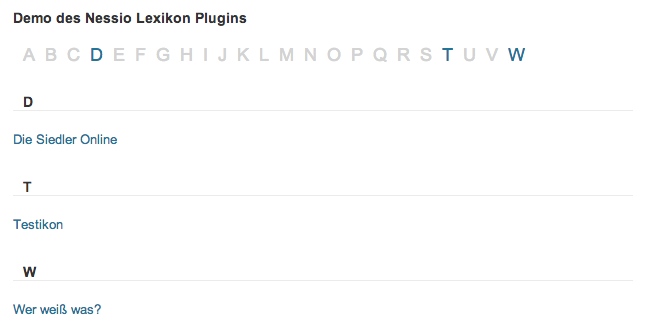 Demo des Nessio Lexikon Plugins
A B C D E F G H I J K L M N O P Q R S T U V W
D
Die Siedler Online
T
Testikon
W
Wer weiß was?